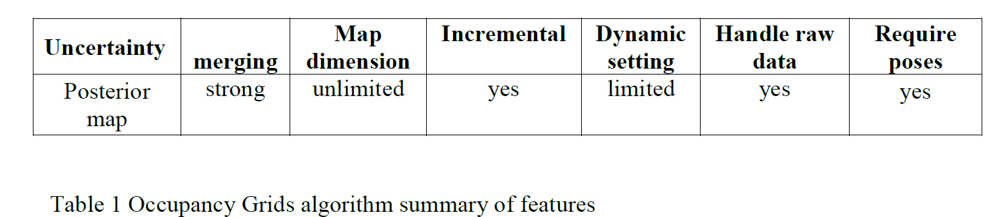 Uncertainty merging Map dimension Incremental Dynamic setting Handle raw data Require poses
Posterior map strong unlimited yes limited yes yes
Table 1 Occupancy Grids algorithm summary of features